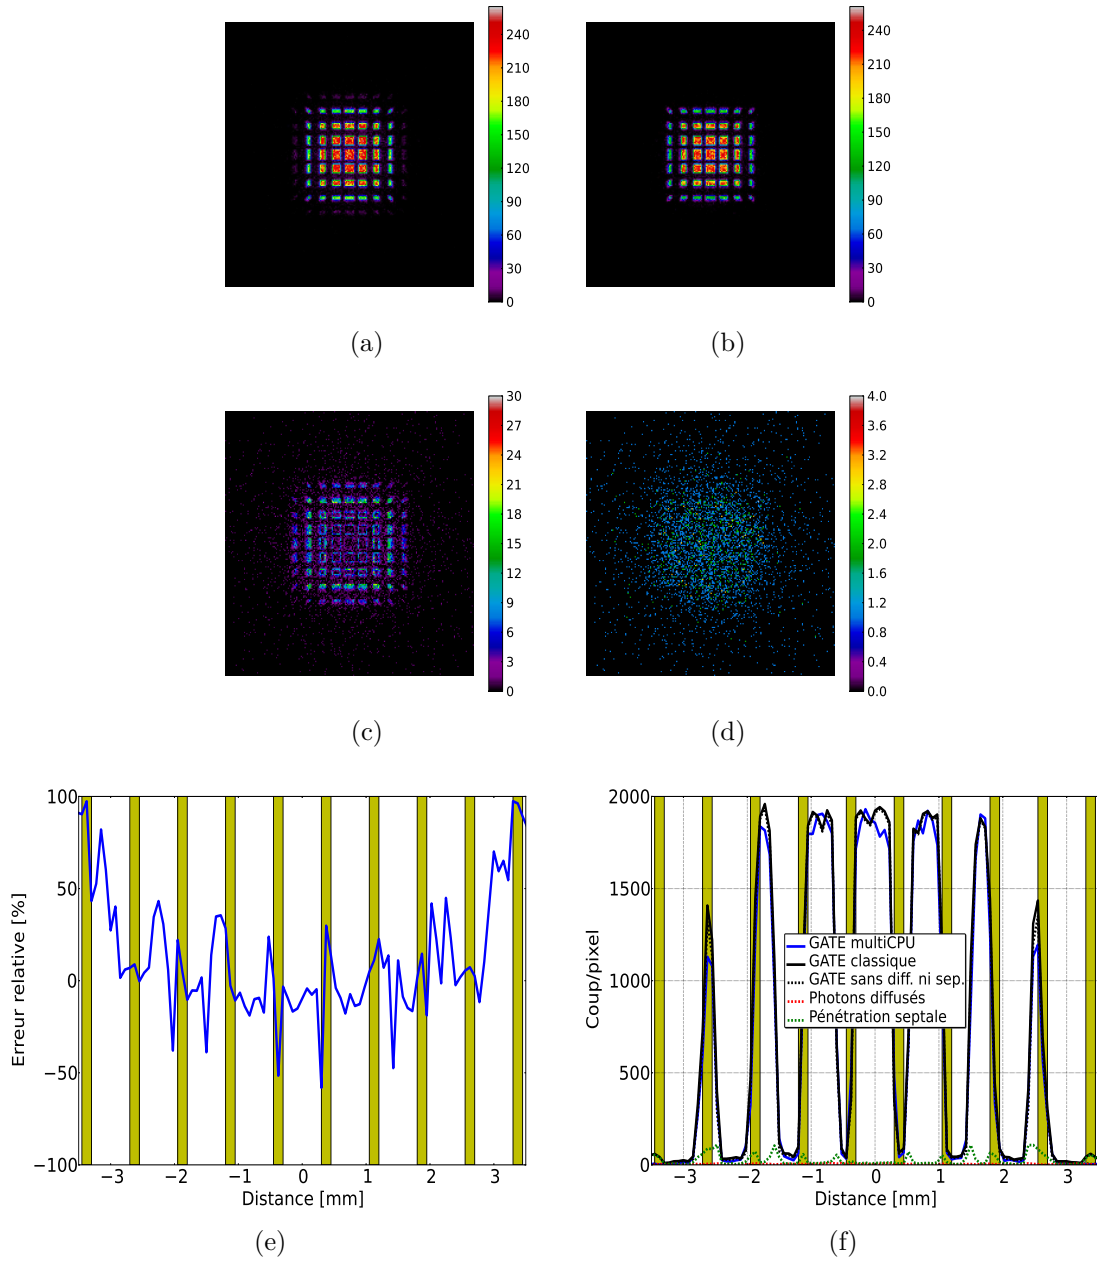 240
210
180
150
120
90
60
30
0
(a)
240
210
180
150
120
90
60
30
0
(b)
30
27
24
21
18
15
12
9
6
3
0
(c)
4.0
3.6
3.2
2.8
2.4
2.0
1.6
1.2
0.8
0.4
0.0
(d)
100
50
0
−50
−100
Erreur relative [%]
−3 −2 −1 0 1 2 3
Distance [mm]
(e)
2000
1500
1000
500
0
Coup/pixel
GATE multiCPU
GATE classique
GATE sans diff. ni sep.
Photons diffusés
Pénétration septale
−3 −2 −1 0 1 2 3
Distance [mm]
(f)